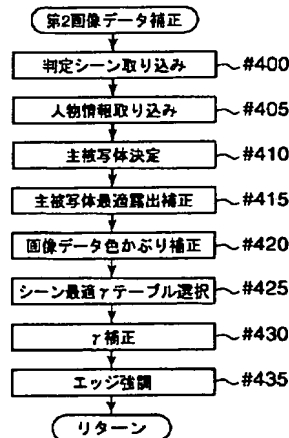 第2画像データ補正
判定シーン取り込み #400
人物情報取り込み #405
主被写体決定 #410
主被写体最適露出補正 #415
画像データ色かぶり補正 #420
シーン最適γテーブル選択 #425
γ補正 #430
エッジ強調 #435
リターン